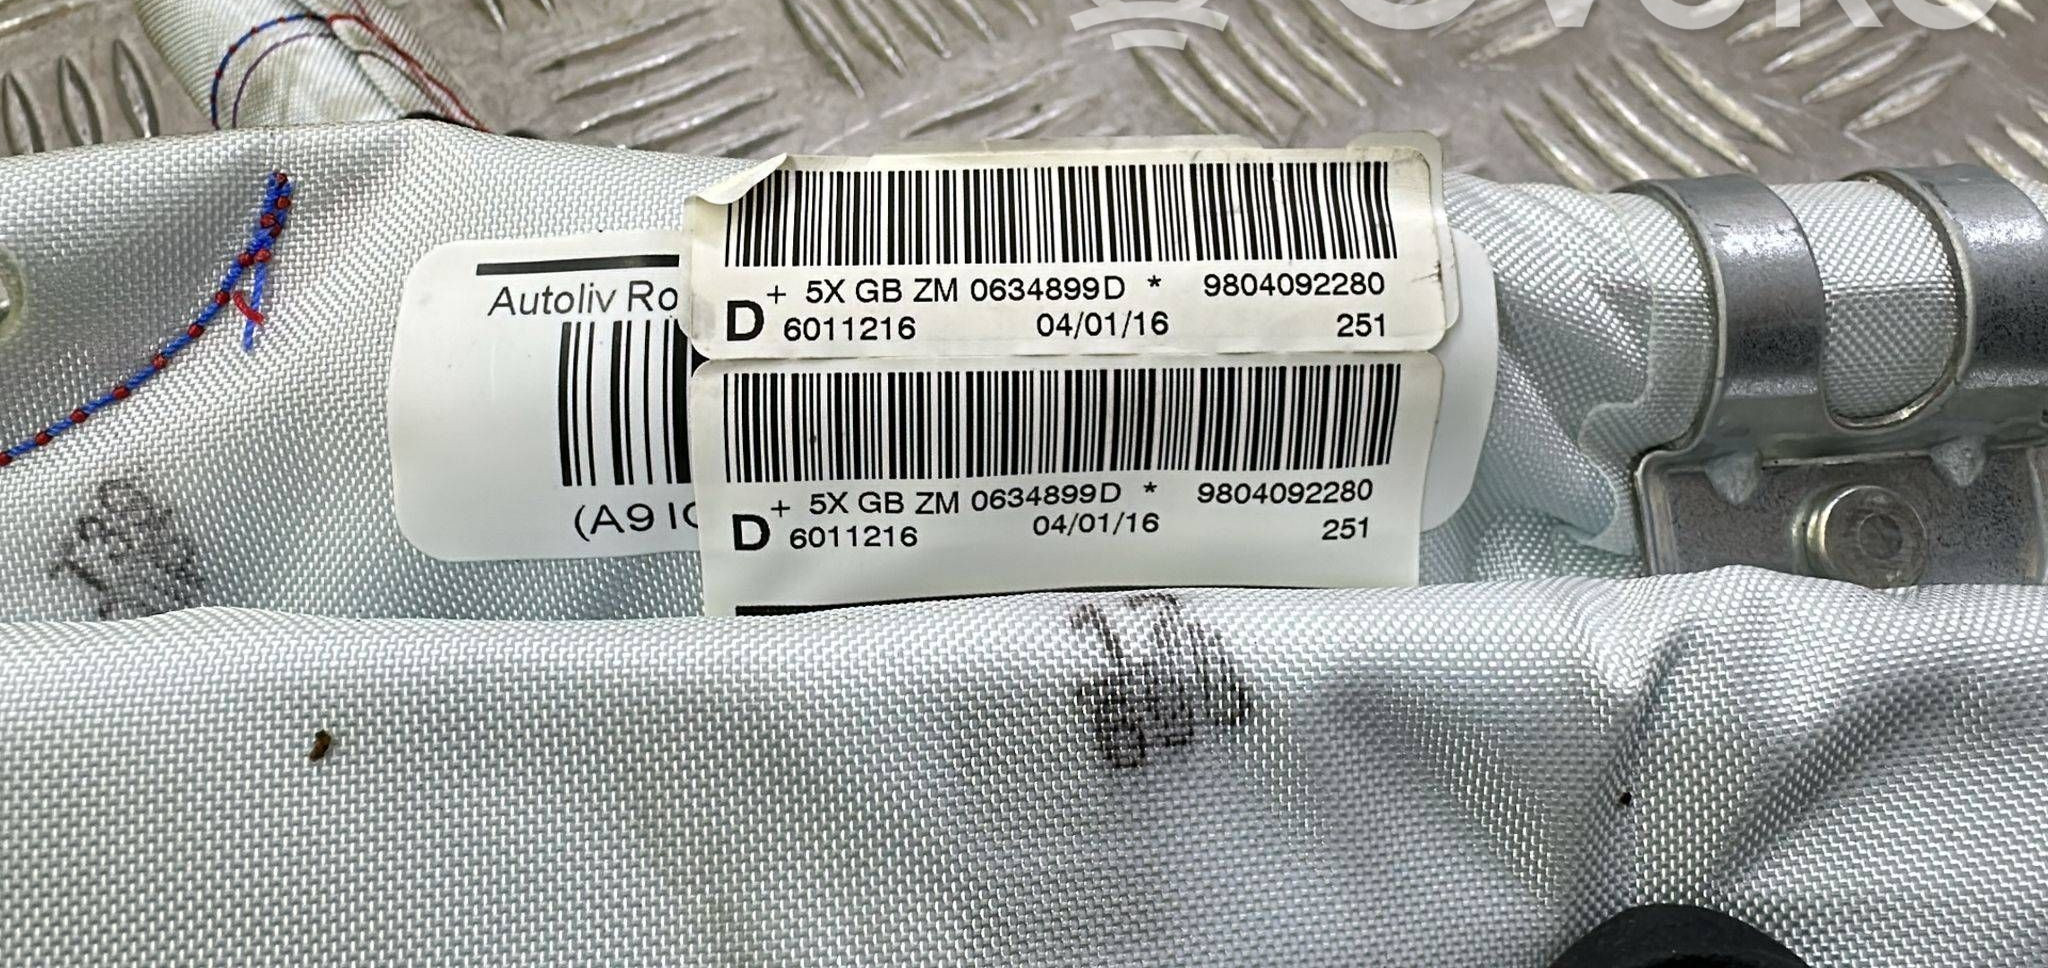 Autoliv Ro
(A9 IC
+ 5X GB ZM 0634899D * 9804092280
D 6011216 04/01/16 251
+ 5X GB ZM 0634899D * 9804092280
D 6011216 04/01/16 251